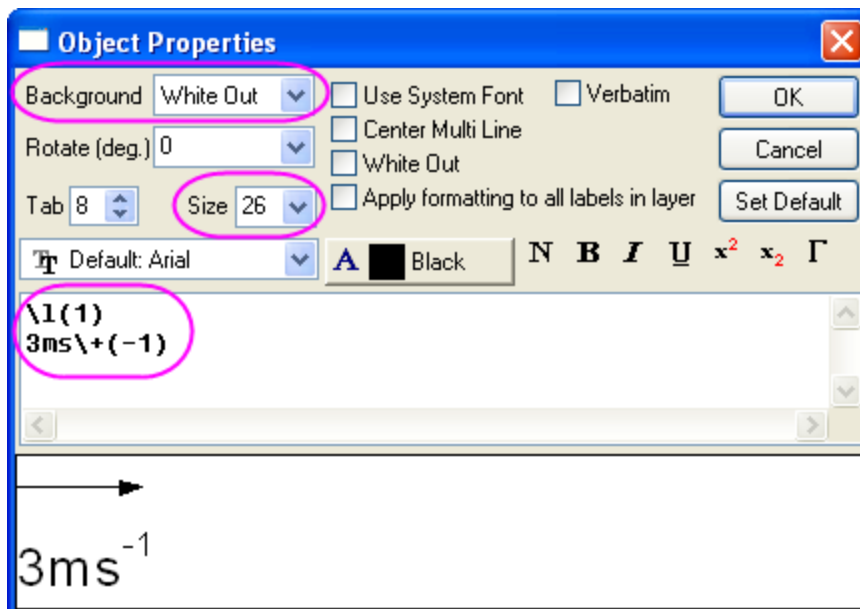 Object Properties
Background White Out Use System Font Verbatim OK
Center Multi Line
Rotate (deg.) 0 Cancel
White Out
Tab 8 Size 26 Apply formatting to all labels in layer Set Default
Default: Arial A Black N B I U x² x₂ Γ
\l(1)
3ms\+(-1)
3ms⁻¹